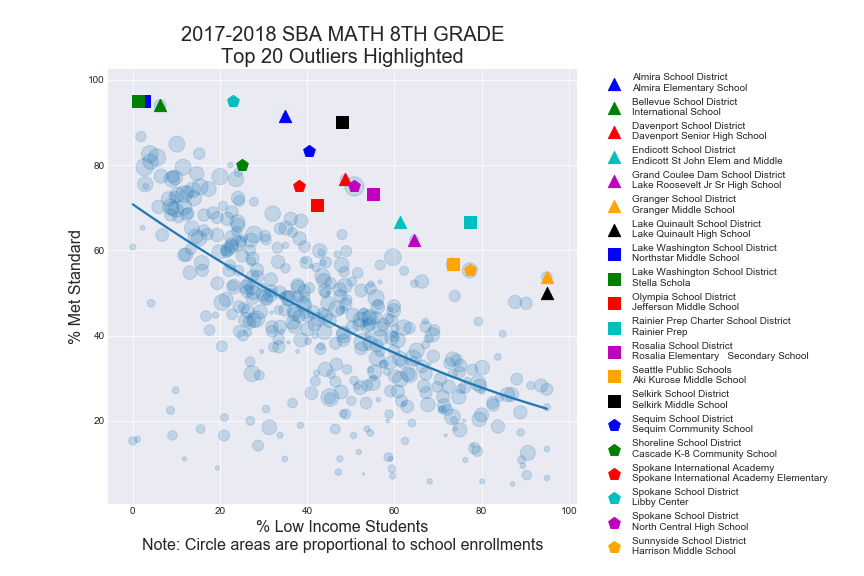 2017-2018 SBA MATH 8TH GRADE
Top 20 Outliers Highlighted
% Met Standard
100
80
60
40
20
0
20
40
60
80
100
% Low Income Students
Note: Circle areas are proportional to school enrollments
Almira School District
Almira Elementary School
Bellevue School District
International School
Davenport School District
Davenport Senior High School
Endicott School District
Endicott St John Elem and Middle
Grand Coulee Dam School District
Lake Roosevelt Jr Sr High School
Granger School District
Granger Middle School
Lake Quinault School District
Lake Quinault High School
Lake Washington School District
Northstar Middle School
Lake Washington School District
Stella Schola
Olympia School District
Jefferson Middle School
Rainier Prep Charter School District
Rainier Prep
Rosalia School District
Rosalia Elementary   Secondary School
Seattle Public Schools
Aki Kurose Middle School
Selkirk School District
Selkirk Middle School
Sequim School District
Sequim Community School
Shoreline School District
Cascade K-8 Community School
Spokane International Academy
Spokane International Academy Elementary
Spokane School District
Libby Center
Spokane School District
North Central High School
Sunnyside School District
Harrison Middle School